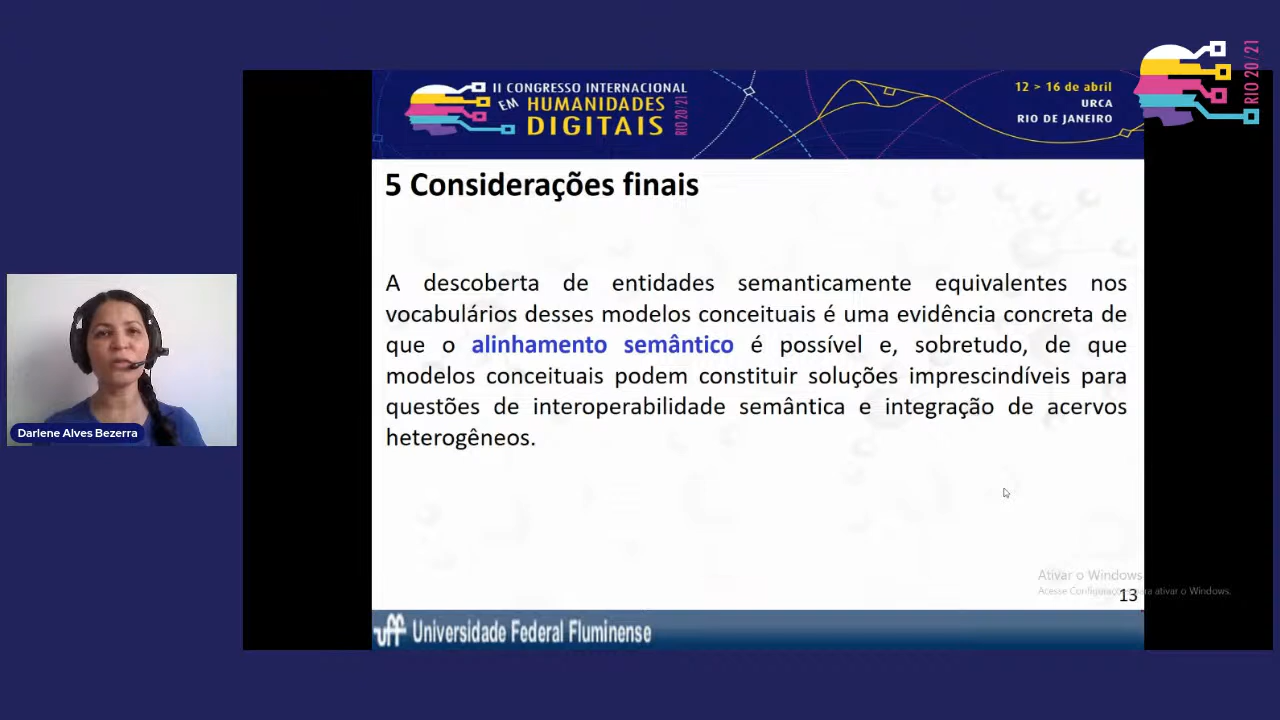 II CONGRESSO INTERNACIONAL
EM HUMANIDADES
DIGITAIS
RIO 20/21
12 > 16 de abril
URCA
RIO DE JANEIRO
RIO 20/21
5 Considerações finais
A descoberta de entidades semanticamente equivalentes nos
vocabulários desses modelos conceituais é uma evidência concreta de
que o alinhamento semântico é possível e, sobretudo, de que
modelos conceituais podem constituir soluções imprescindíveis para
questões de interoperabilidade semântica e integração de acervos
heterogêneos.
Darlene Alves Bezerra
Ativar o Windows
Acesse Configurações para ativar o Windows.
13
uff Universidade Federal Fluminense